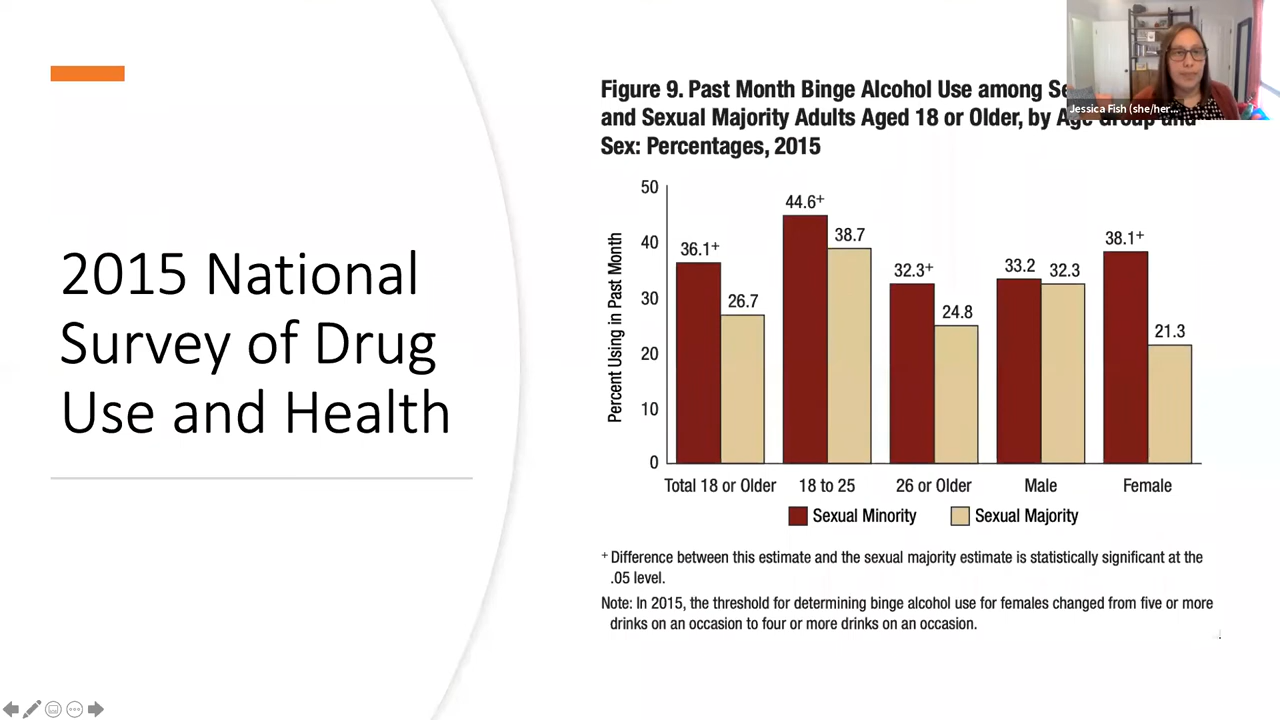 2015 National
Survey of Drug
Use and Health
Figure 9. Past Month Binge Alcohol Use among
and Sexual Majority Adults Aged 18 or Older, by Age Group and
Sex: Percentages, 2015
Jessica Fish (she/her...
Percent Using in Past Month
50
40
30
20
10
0
36.1+
26.7
44.6+
38.7
32.3+
24.8
33.2
32.3
38.1+
21.3
Total 18 or Older
18 to 25
26 or Older
Male
Female
Sexual Minority
Sexual Majority
+ Difference between this estimate and the sexual majority estimate is statistically significant at the
.05 level.
Note: In 2015, the threshold for determining binge alcohol use for females changed from five or more
drinks on an occasion to four or more drinks on an occasion.